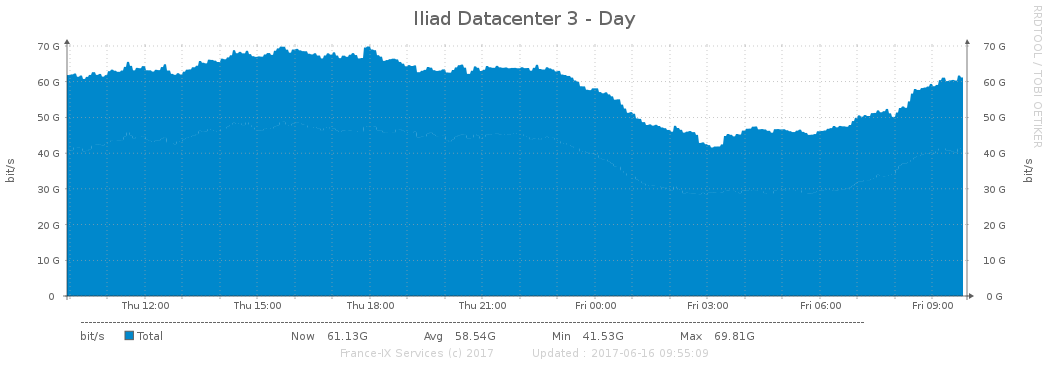 Iliad Datacenter 3 - Day
RRDTOOL / TOBI OETIKER
bit/s
70 G 70 G
60 G 60 G
50 G 50 G
40 G 40 G
30 G 30 G
20 G 20 G
10 G 10 G
0 0 G
bit/s
Thu 12:00 Thu 15:00 Thu 18:00 Thu 21:00 Fri 00:00 Fri 03:00 Fri 06:00 Fri 09:00
bit/s Total Now 61.13G Avg 58.54G Min 41.53G Max 69.81G
France-IX Services (c) 2017 Updated : 2017-06-16 09:55:09